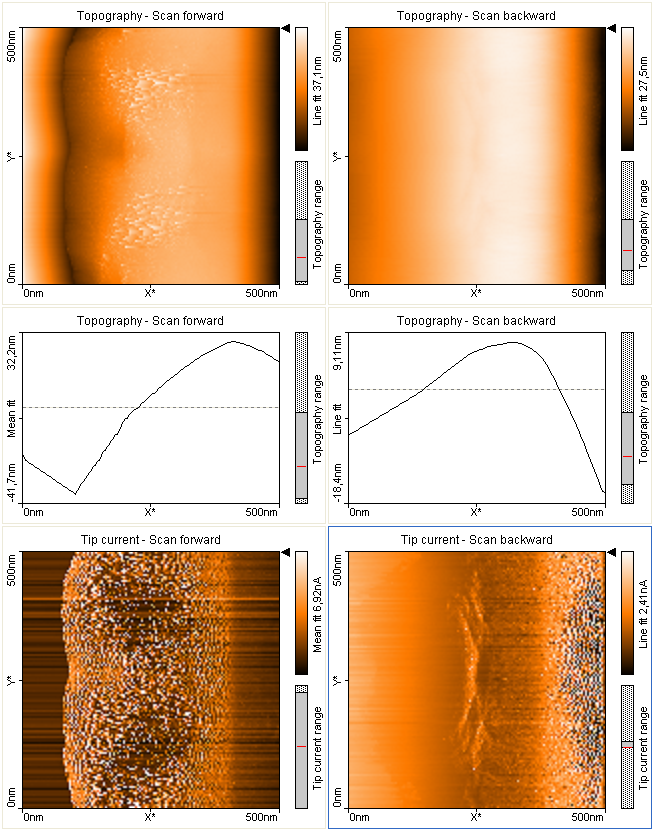 Topography - Scan forward
500nm
Y*
0nm
0nm
X*
500nm
Line fit 37,1nm
Topography range
Topography - Scan backward
500nm
Y*
0nm
0nm
X*
500nm
Line fit 27,5nm
Topography range
Topography - Scan forward
32,2nm
Mean fit
-41,7nm
0nm
X*
500nm
Topography range
Topography - Scan backward
9,11nm
Line fit
-18,4nm
0nm
X*
500nm
Topography range
Tip current - Scan forward
500nm
Y*
0nm
0nm
X*
500nm
Mean fit 6,92nA
Tip current range
Tip current - Scan backward
500nm
Y*
0nm
0nm
X*
500nm
Line fit 2,41nA
Tip current range